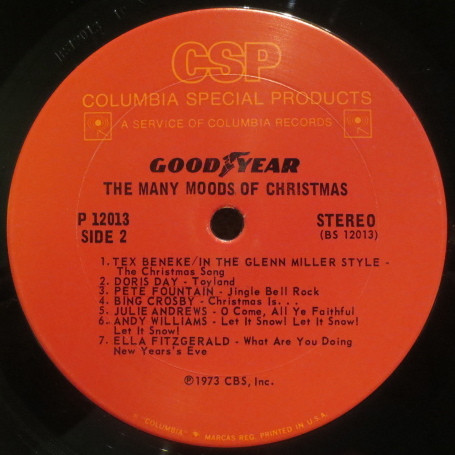 CSP
COLUMBIA SPECIAL PRODUCTS
A SERVICE OF COLUMBIA RECORDS
GOODYEAR
THE MANY MOODS OF CHRISTMAS
P 12013
SIDE 2
STEREO
(BS 12013)
1. TEX BENEKE/IN THE GLENN MILLER STYLE -
The Christmas Song
2. DORIS DAY - Toyland
3. PETE FOUNTAIN - Jingle Bell Rock
4. BING CROSBY - Christmas Is. . .
5. JULIE ANDREWS - O Come, All Ye Faithful
6. ANDY WILLIAMS - Let It Snow! Let It Snow!
Let It Snow!
7. ELLA FITZGERALD - What Are You Doing
New Years's Eve
℗1973 CBS, Inc.
"COLUMBIA" MARCAS REG. PRINTED IN U.S.A.